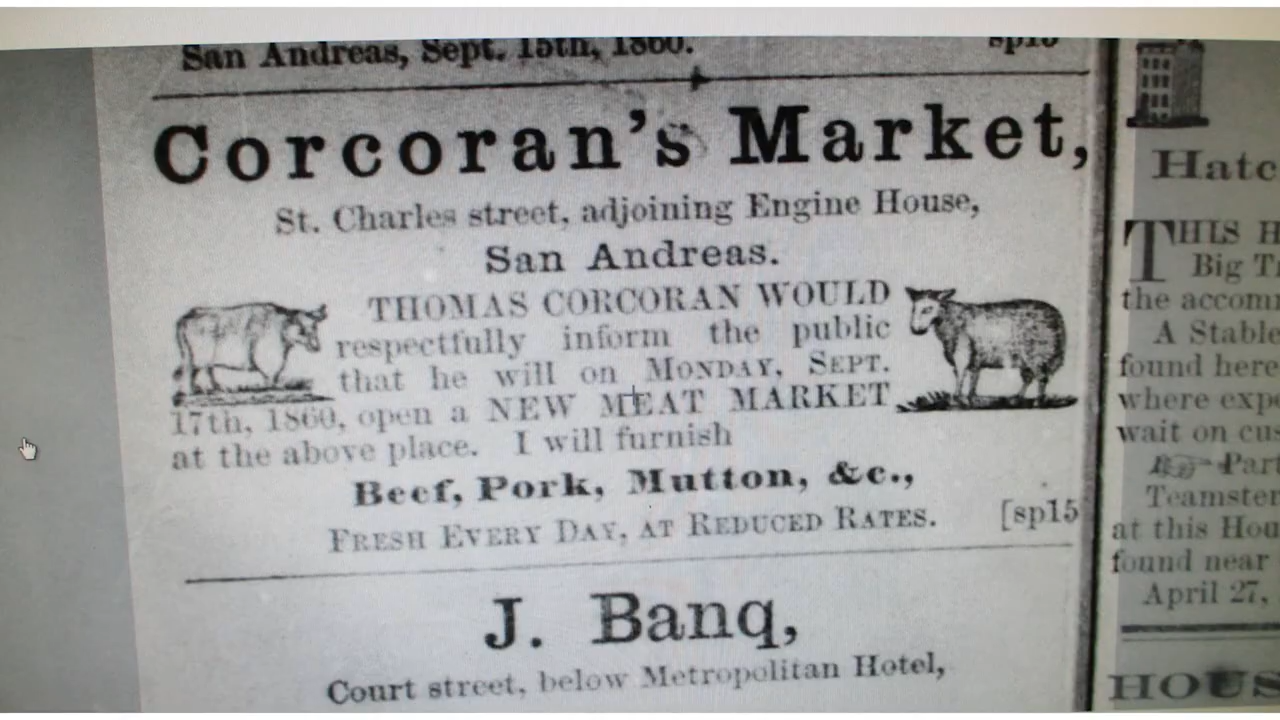 San Andreas, Sept. 15th, 1860. sp15
Corcoran's Market,
St. Charles street, adjoining Engine House,
San Andreas.
THOMAS CORCORAN WOULD
respectfully inform the public
that he will on MONDAY, SEPT.
17th, 1860, open a NEW MEAT MARKET
at the above place. I will furnish
Beef, Pork, Mutton, &c.,
FRESH EVERY DAY, AT REDUCED RATES. [sp15
J. Banq,
Court street, below Metropolitan Hotel,
Hatc
THIS H
Big T
the accom
A Stable
found here
where exp
wait on cus
Part
Teamster
at this Hou
found near
April 27,
HOUS